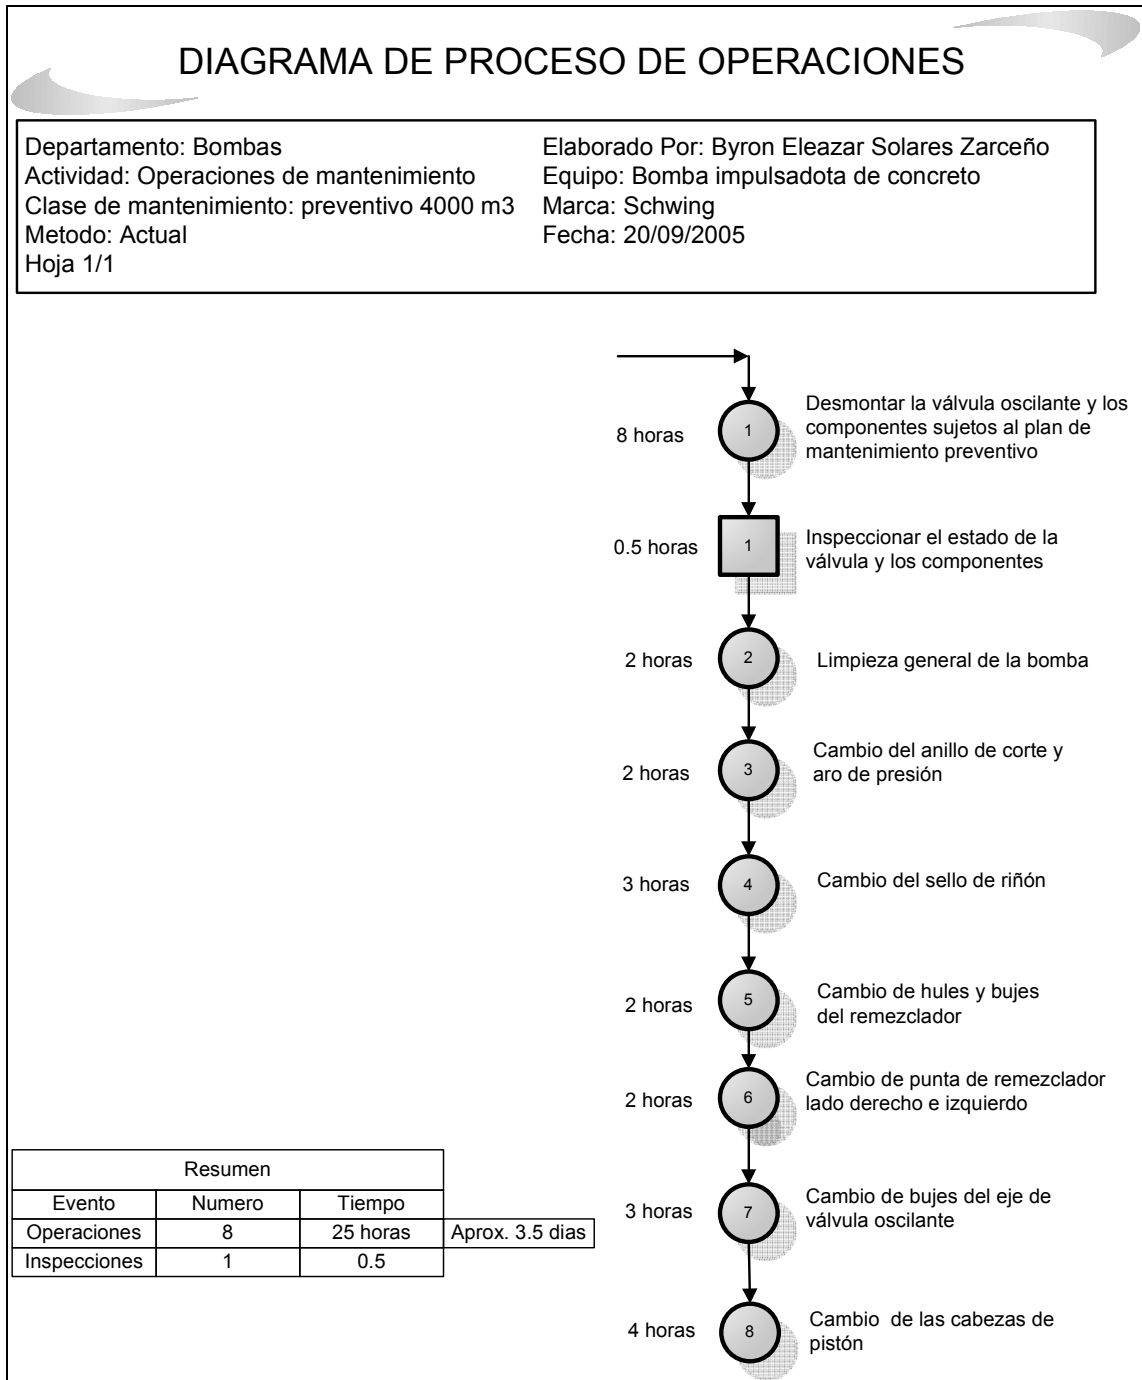 DIAGRAMA DE PROCESO DE OPERACIONES
Departamento: Bombas
Actividad: Operaciones de mantenimiento
Clase de mantenimiento: preventivo 4000 m3
Metodo: Actual
Hoja 1/1
Elaborado Por: Byron Eleazar Solares Zarceño
Equipo: Bomba impulsadota de concreto
Marca: Schwing
Fecha: 20/09/2005
8 horas
1
Desmontar la válvula oscilante y los
componentes sujetos al plan de
mantenimiento preventivo
0.5 horas
1
Inspeccionar el estado de la
válvula y los componentes
2 horas
2
Limpieza general de la bomba
2 horas
3
Cambio del anillo de corte y
aro de presión
3 horas
4
Cambio del sello de riñón
2 horas
5
Cambio de hules y bujes
del remezclador
2 horas
6
Cambio de punta de remezclador
lado derecho e izquierdo
3 horas
7
Cambio de bujes del eje de
válvula oscilante
4 horas
8
Cambio de las cabezas de
pistón
Resumen
Evento Numero Tiempo
Operaciones 8 25 horas Aprox. 3.5 dias
Inspecciones 1 0.5